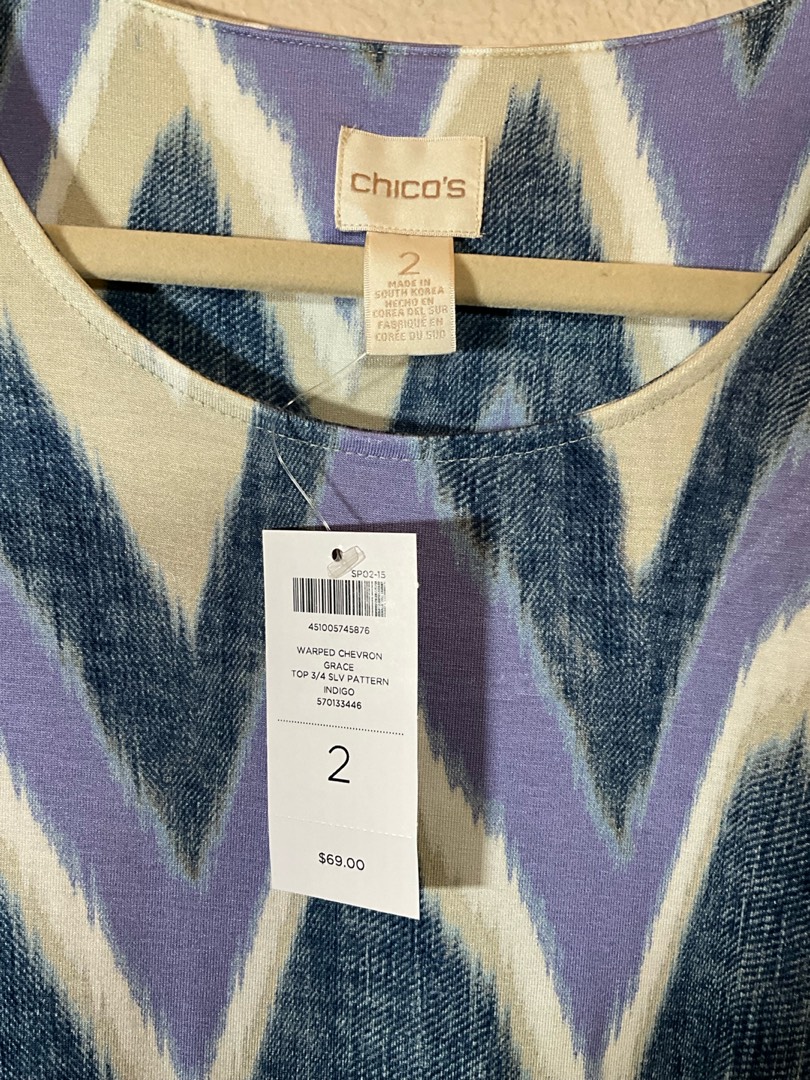 chico's
2
MADE IN
SOUTH KOREA
HECHO EN
COREA DEL SUR
FABRIQUÉ EN
CORÉE DU SUD
SP02-15
451005745876
WARPED CHEVRON
GRACE
TOP 3/4 SLV PATTERN
INDIGO
570133446
2
$69.00